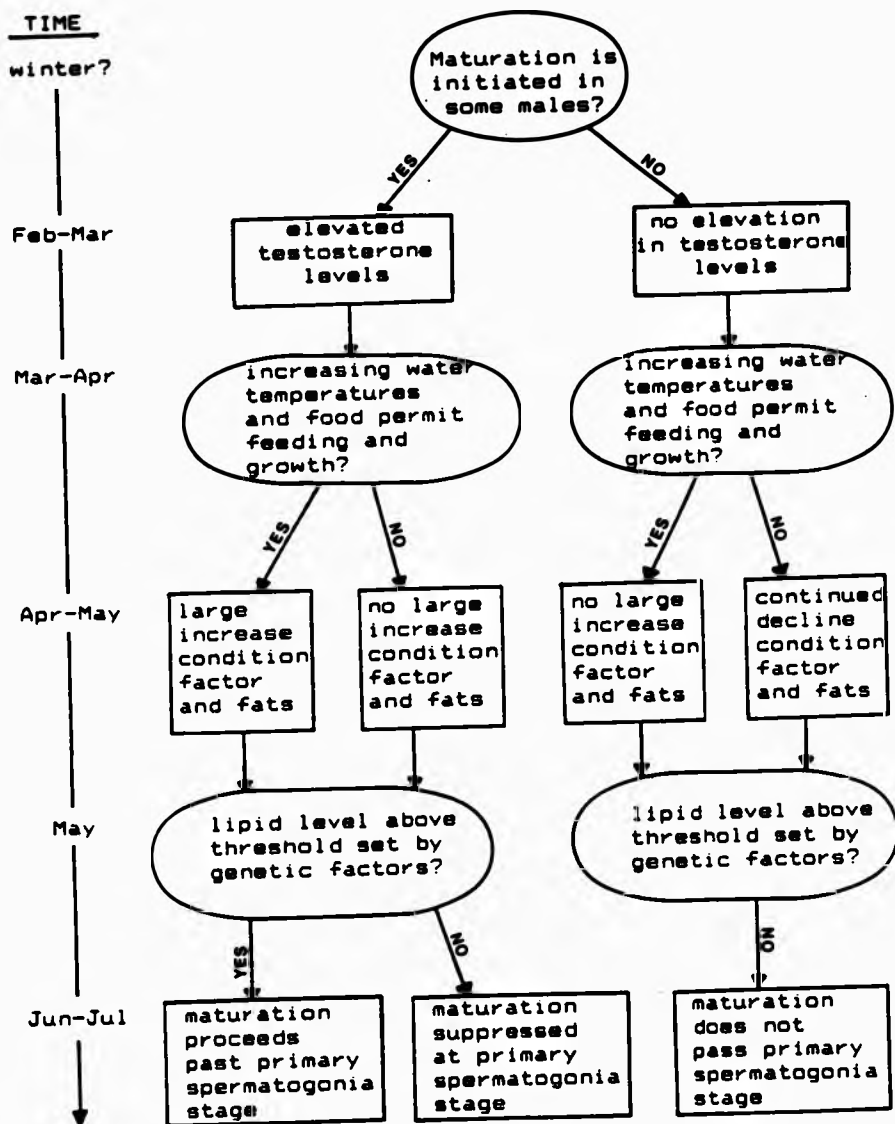 TIME
winter?
Maturation is
initiated in
some males?
YES
NO
Feb-Mar
elevated
testosterone
levels
no elevation
in testosterone
levels
Mar-Apr
increasing water
temperatures
and food permit
feeding and
growth?
increasing water
temperatures
and food permit
feeding and
growth?
YES
NO
YES
NO
Apr-May
large
increase
condition
factor
and fats
no large
increase
condition
factor
and fats
no large
increase
condition
factor
and fats
continued
decline
condition
factor
and fats
May
lipid level above
threshold set by
genetic factors?
lipid level above
threshold set by
genetic factors?
YES
NO
NO
Jun-Jul
maturation
proceeds
past primary
spermatogonia
stage
maturation
suppressed
at primary
spermatogonia
stage
maturation
does not
pass primary
spermatogonia
stage